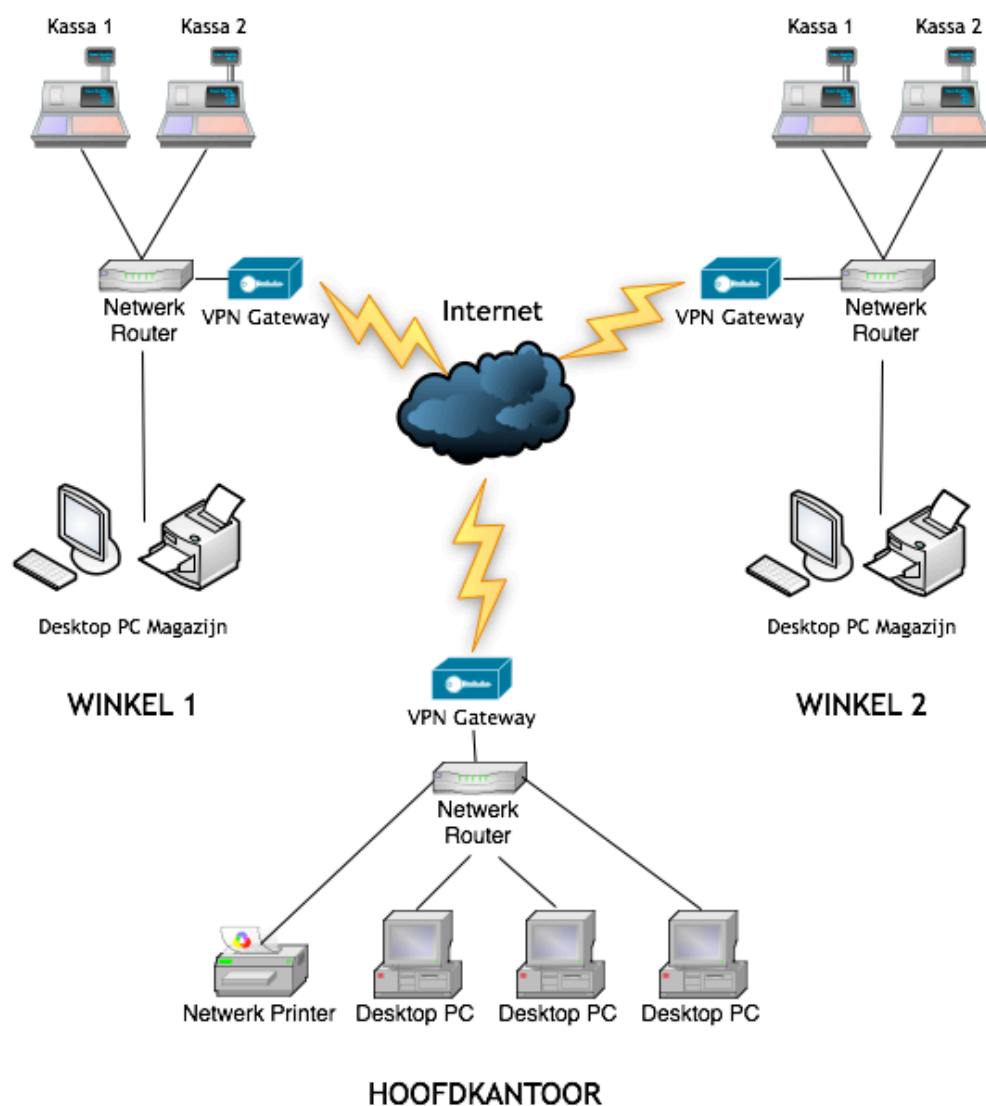 Kassa 1
Kassa 2
Kassa 1
Kassa 2
Netwerk
Router
VPN Gateway
Internet
VPN Gateway
Netwerk
Router
Desktop PC Magazijn
Desktop PC Magazijn
WINKEL 1
WINKEL 2
VPN Gateway
Netwerk
Router
Netwerk Printer
Desktop PC
Desktop PC
Desktop PC
HOOFDKANTOOR